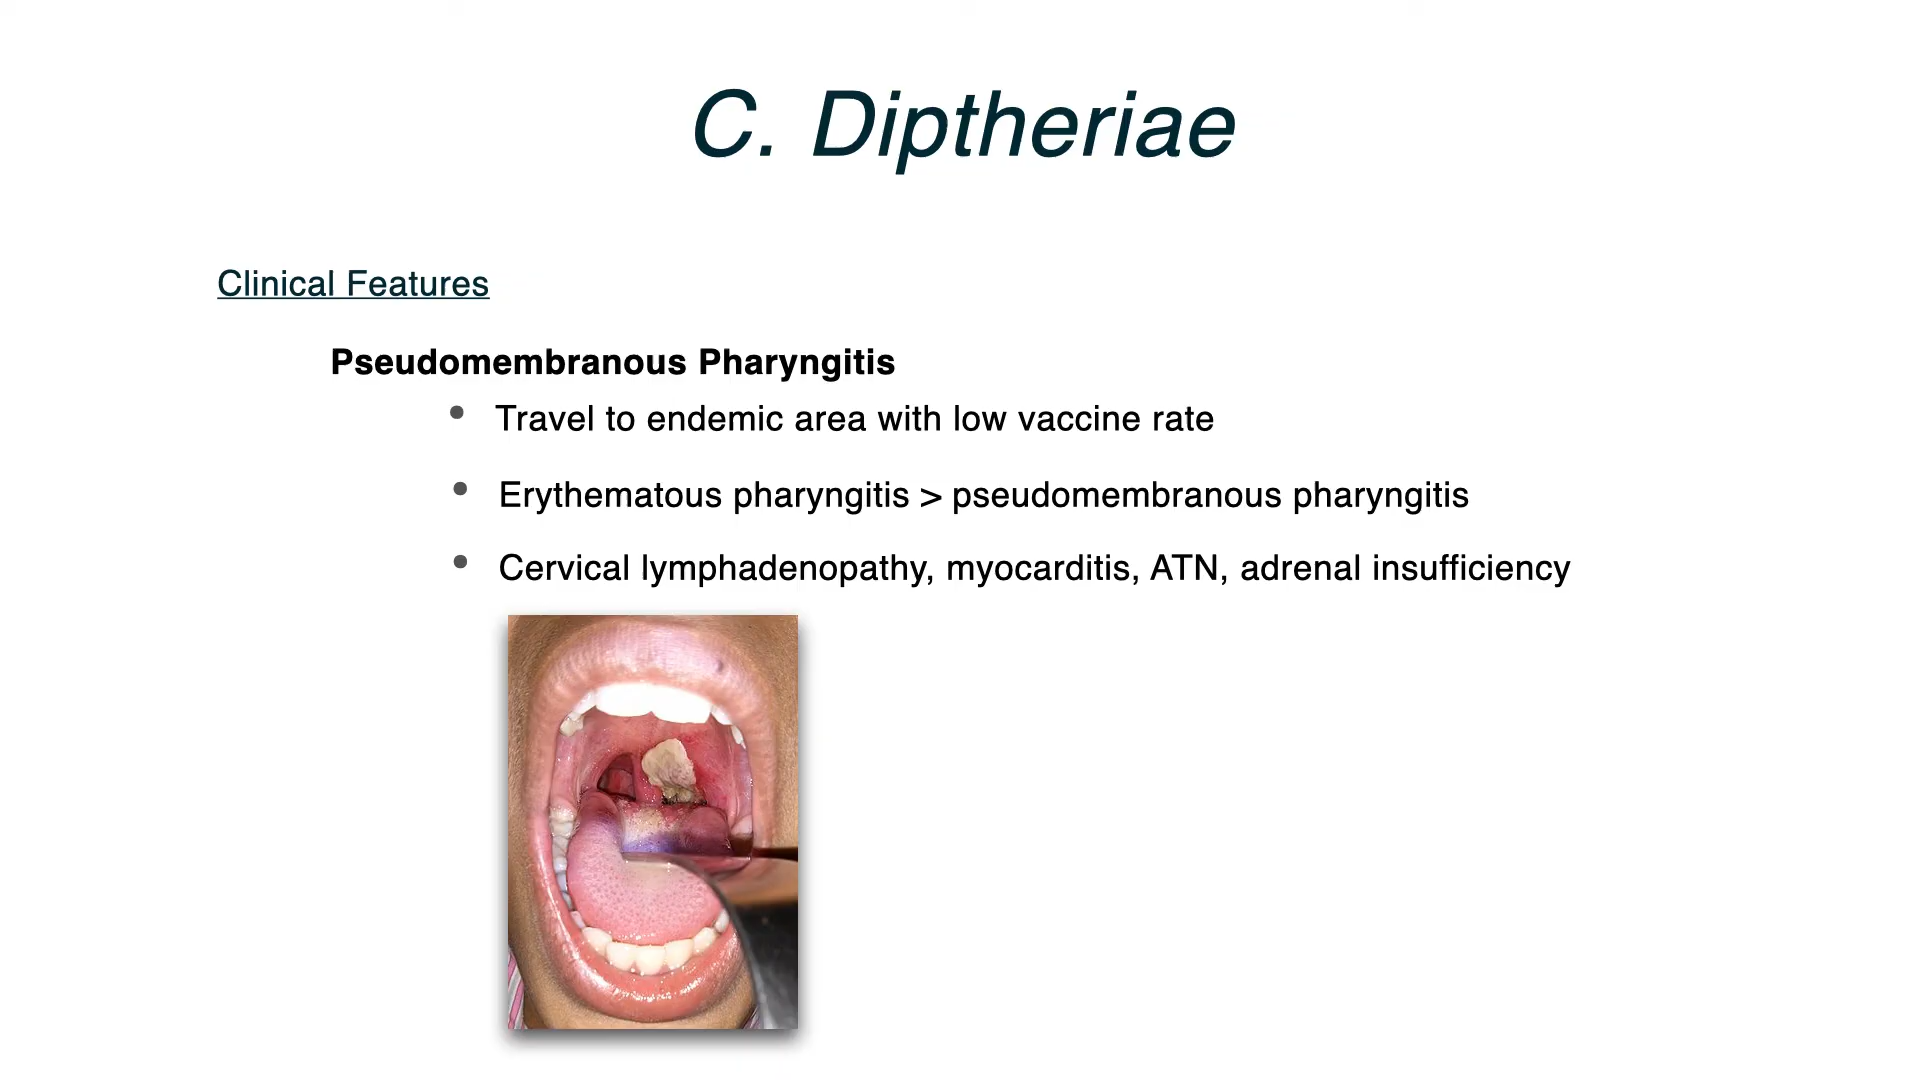 C. Diptheriae
Clinical Features
Pseudomembranous Pharyngitis
• Travel to endemic area with low vaccine rate
• Erythematous pharyngitis > pseudomembranous pharyngitis
• Cervical lymphadenopathy, myocarditis, ATN, adrenal insufficiency